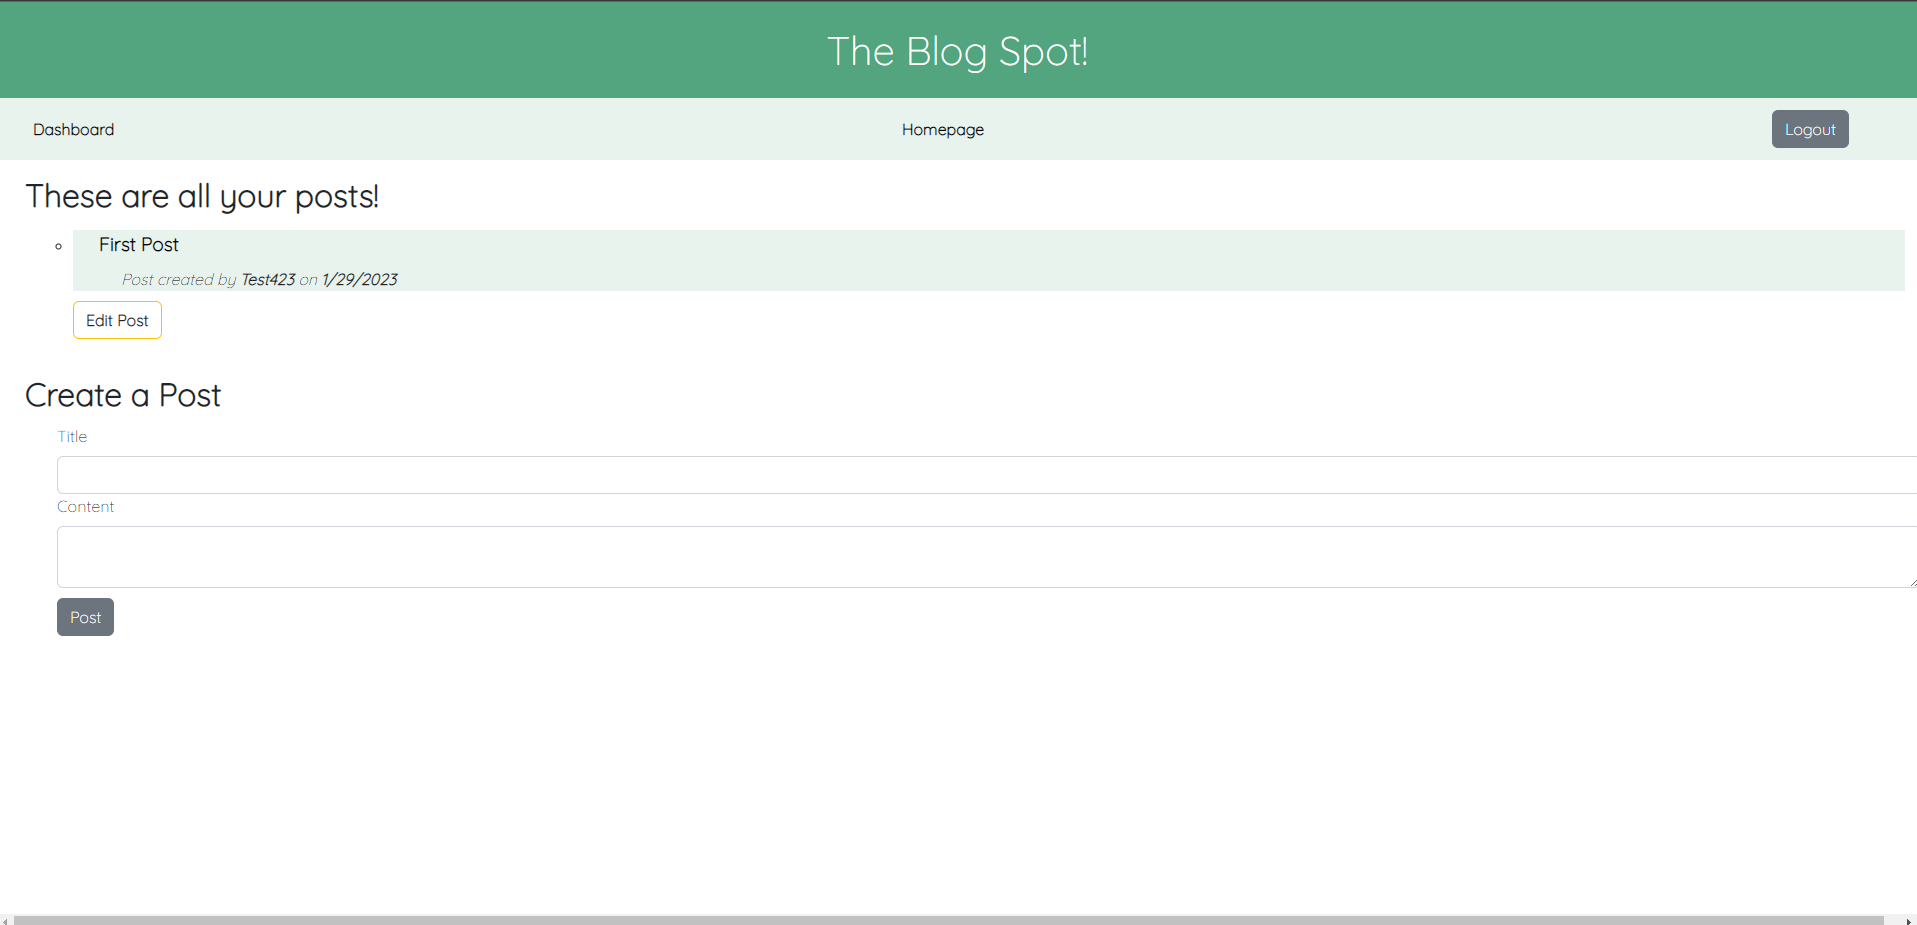 The Blog Spot!
Dashboard Homepage Logout
These are all your posts!
First Post
Post created by Test423 on 1/29/2023
Edit Post
Create a Post
Title
Content
Post